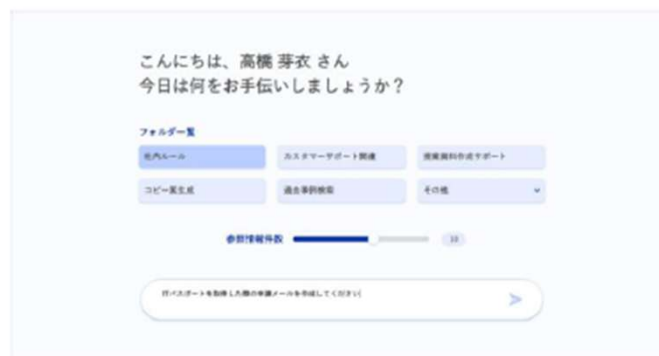 こんにちは、高橋 芽衣 さん
今日は何をお手伝いしましょうか？
フォルダ一覧
社内ルール
カスタマーサポート関連
提案資料作成サポート
コピー案生成
過去事例検索
その他
参照情報件数
10
ITパスポートを取得した際の申請メールを作成してください